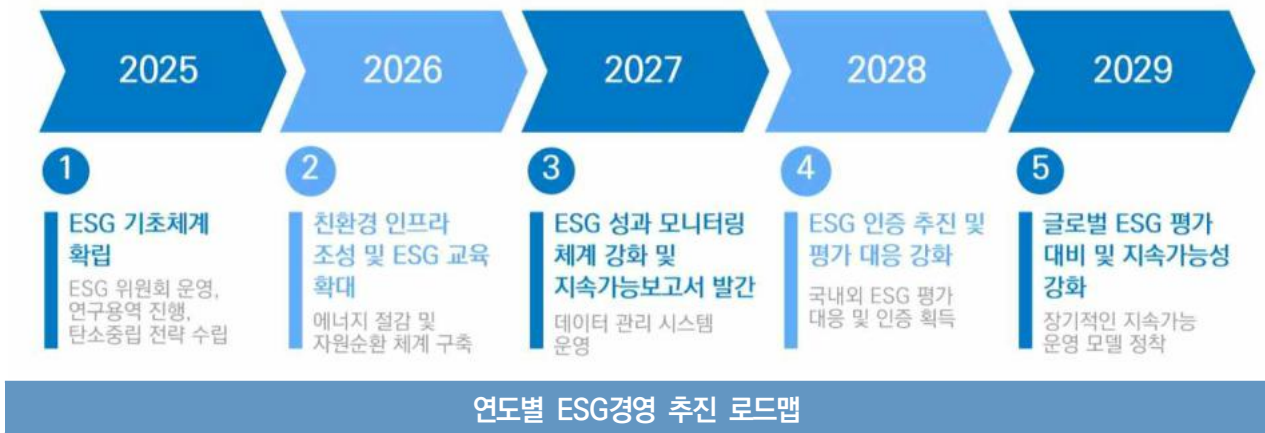 2025
2026
2027
2028
2029
1
ESG 기초체계
확립
ESG 위원회 운영,
연구용역 진행,
탄소중립 전략 수립
2
친환경 인프라
조성 및 ESG 교육
확대
에너지 절감 및
자원순환 체계 구축
3
ESG 성과 모니터링
체계 강화 및
지속가능보고서 발간
데이터 관리 시스템
운영
4
ESG 인증 추진 및
평가 대응 강화
국내외 ESG 평가
대응 및 인증 획득
5
글로벌 ESG 평가
대비 및 지속가능성
강화
장기적인 지속가능
운영 모델 정착
연도별 ESG경영 추진 로드맵